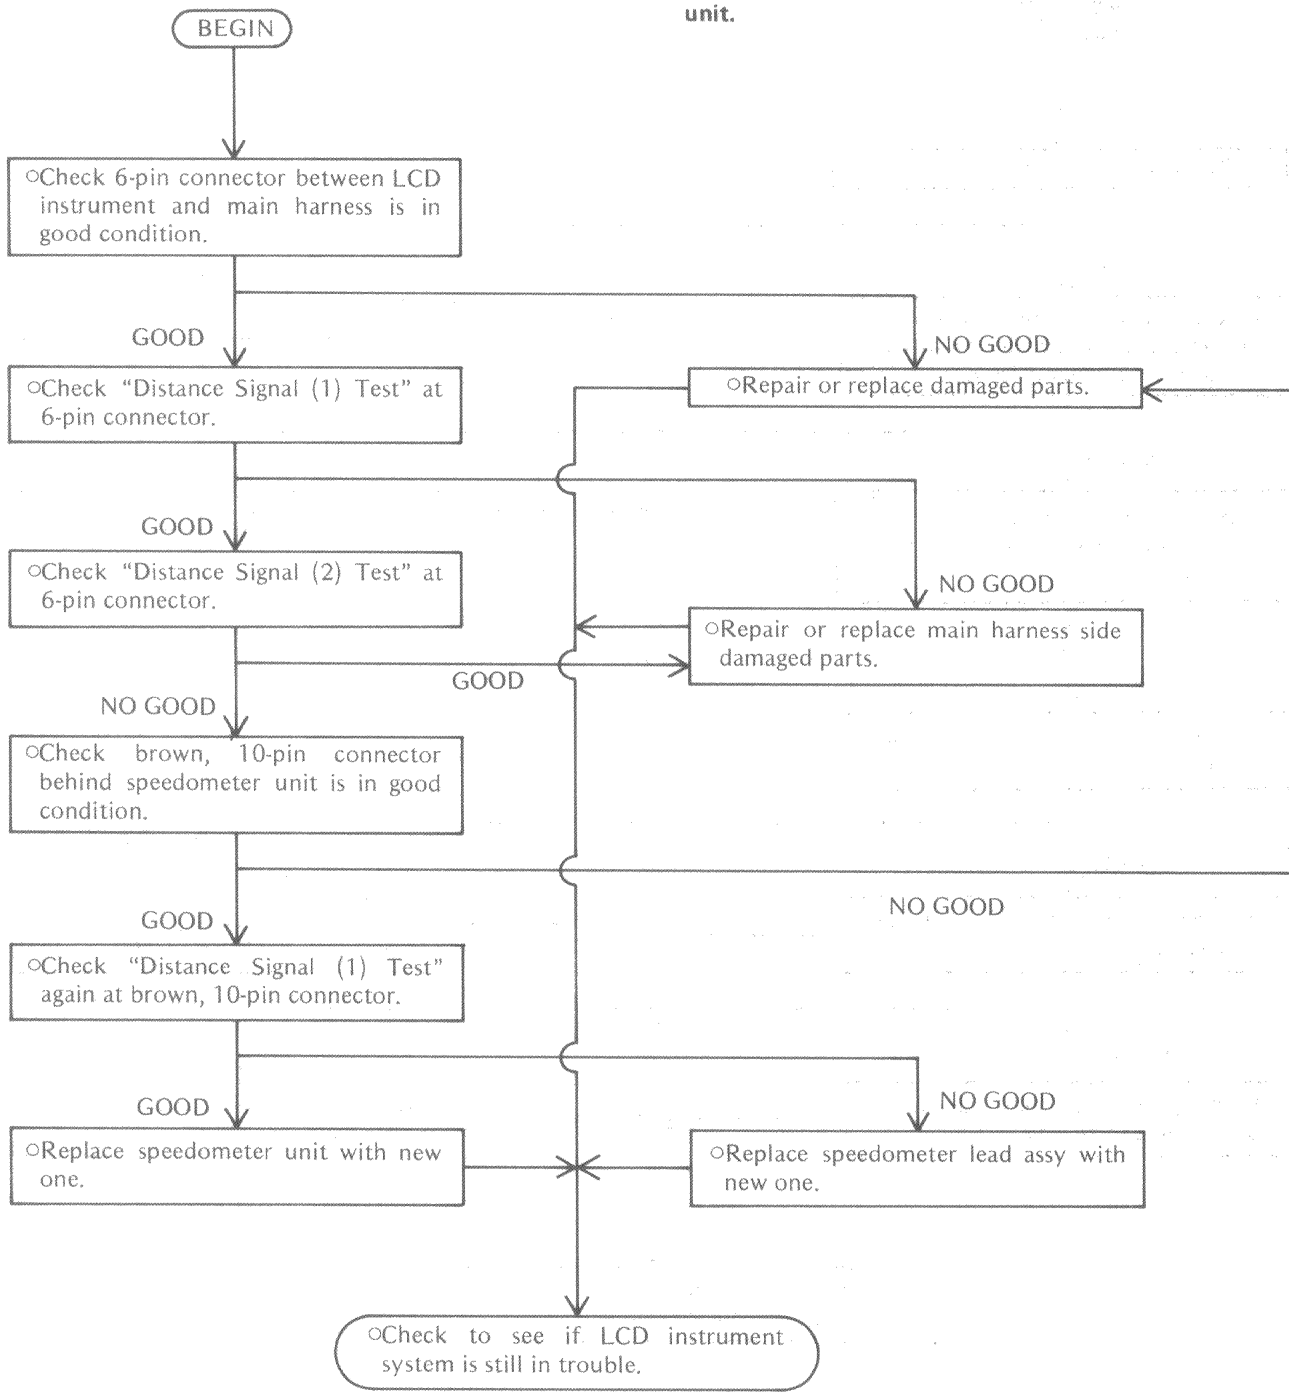 unit.
BEGIN
○Check 6-pin connector between LCD
instrument and main harness is in
good condition.
GOOD
NO GOOD
○Check “Distance Signal (1) Test” at
6-pin connector.
○Repair or replace damaged parts.
GOOD
NO GOOD
○Check “Distance Signal (2) Test” at
6-pin connector.
○Repair or replace main harness side
damaged parts.
GOOD
NO GOOD
○Check brown, 10-pin connector
behind speedometer unit is in good
condition.
NO GOOD
GOOD
○Check “Distance Signal (1) Test”
again at brown, 10-pin connector.
GOOD
NO GOOD
○Replace speedometer unit with new
one.
○Replace speedometer lead assy with
new one.
○Check to see if LCD instrument
system is still in trouble.